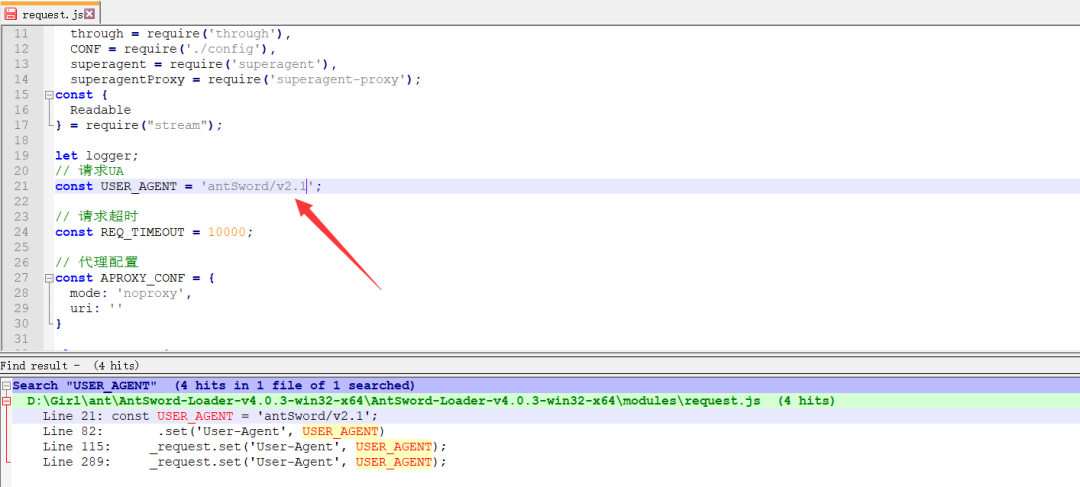 request.js
11 through = require('through'),
12 CONF = require('./config'),
13 superagent = require('superagent'),
14 superagentProxy = require('superagent-proxy');
15 const {
16 Readable
17 } = require("stream");
18
19 let logger;
20 // 请求UA
21 const USER_AGENT = 'antSword/v2.1';
22
23 // 请求超时
24 const REQ_TIMEOUT = 10000;
25
26 // 代理配置
27 const APROXY_CONF = {
28 mode: 'noproxy',
29 uri: ''
30 }
31
Find result - (4 hits)
Search "USER_AGENT" (4 hits in 1 file of 1 searched)
D:\Girl\ant\AntSword-Loader-v4.0.3-win32-x64\AntSword-Loader-v4.0.3-win32-x64\modules\request.js (4 hits)
Line 21: const USER_AGENT = 'antSword/v2.1';
Line 82: .set('User-Agent', USER_AGENT)
Line 115: _request.set('User-Agent', USER_AGENT);
Line 289: _request.set('User-Agent', USER_AGENT);